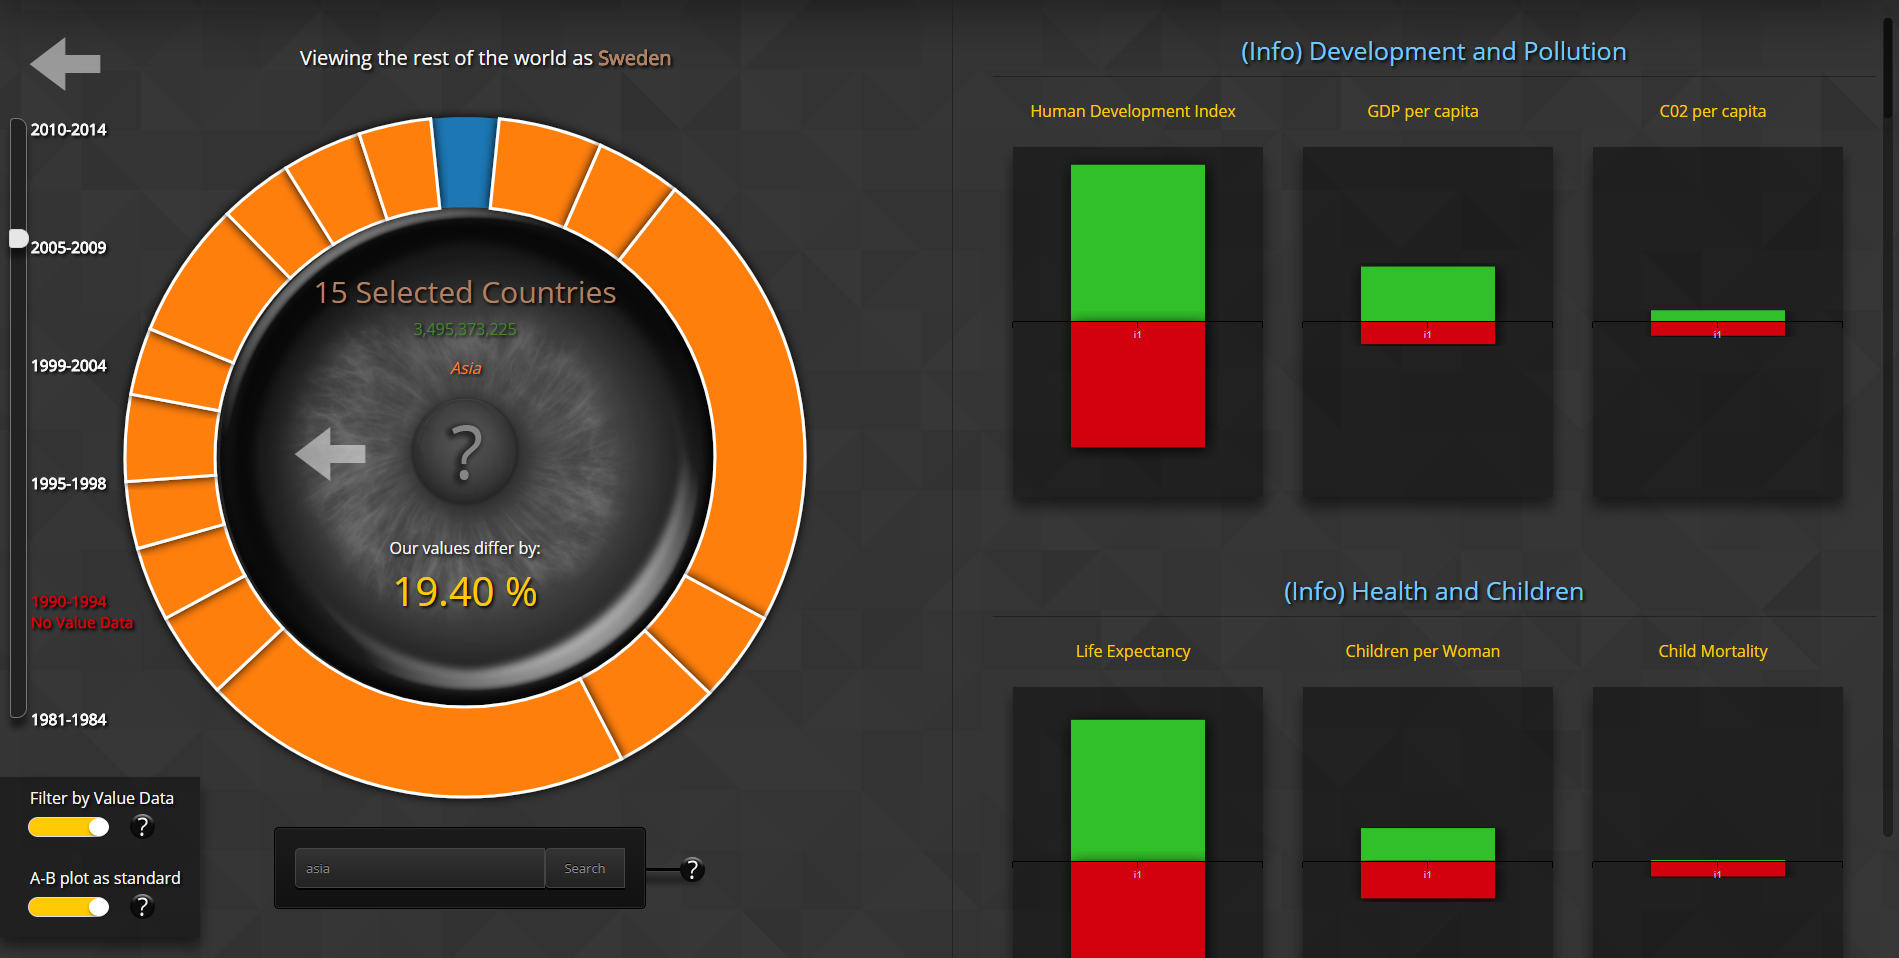 Viewing the rest of the world as Sweden
2010-2014
2005-2009
1999-2004
1995-1998
1990-1994
No Value Data
1981-1984
15 Selected Countries
3,495,373,225
Asia
?
Our values differ by:
19.40 %
Filter by Value Data
?
A-B plot as standard
?
asia
Search
?
(Info) Development and Pollution
Human Development Index
GDP per capita
C02 per capita
i1
i1
i1
(Info) Health and Children
Life Expectancy
Children per Woman
Child Mortality
i1
i1
i1